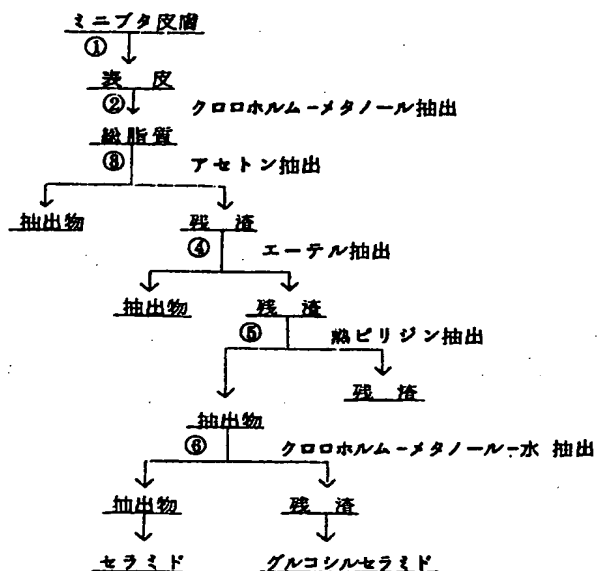 ミニブタ皮膚
①
表 皮
② クロロホルム-メタノール抽出
総脂質
③ アセトン抽出
抽出物 残 渣
④ エーテル抽出
抽出物 残 渣
⑤ 熱ピリジン抽出
残 渣
抽出物
⑥ クロロホルム-メタノール-水 抽出
抽出物 残 渣
セラミド グルコシルセラミド